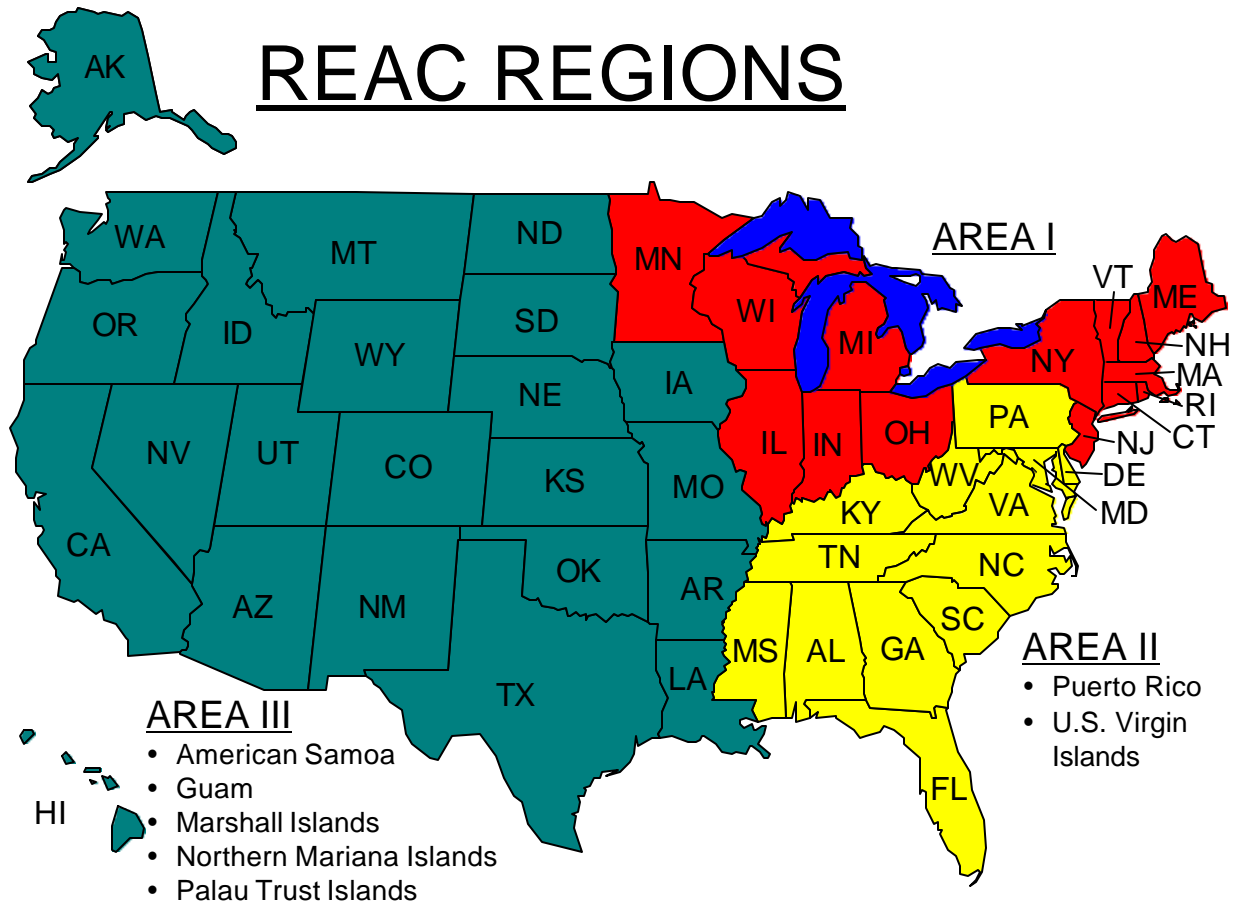 AK
REAC REGIONS
WA
MT
ND
MN
AREA I
VT
ME
OR
ID
WY
SD
WI
MI
NY
NH
MA
RI
CT
NJ
NV
UT
CO
NE
IA
IL
IN
OH
PA
DE
MD
CA
KS
MO
KY
WV
VA
AZ
NM
OK
AR
TN
NC
SC
TX
LA
MS
AL
GA
FL
AREA II
• Puerto Rico
• U.S. Virgin
Islands
AREA III
• American Samoa
• Guam
• Marshall Islands
• Northern Mariana Islands
• Palau Trust Islands
HI